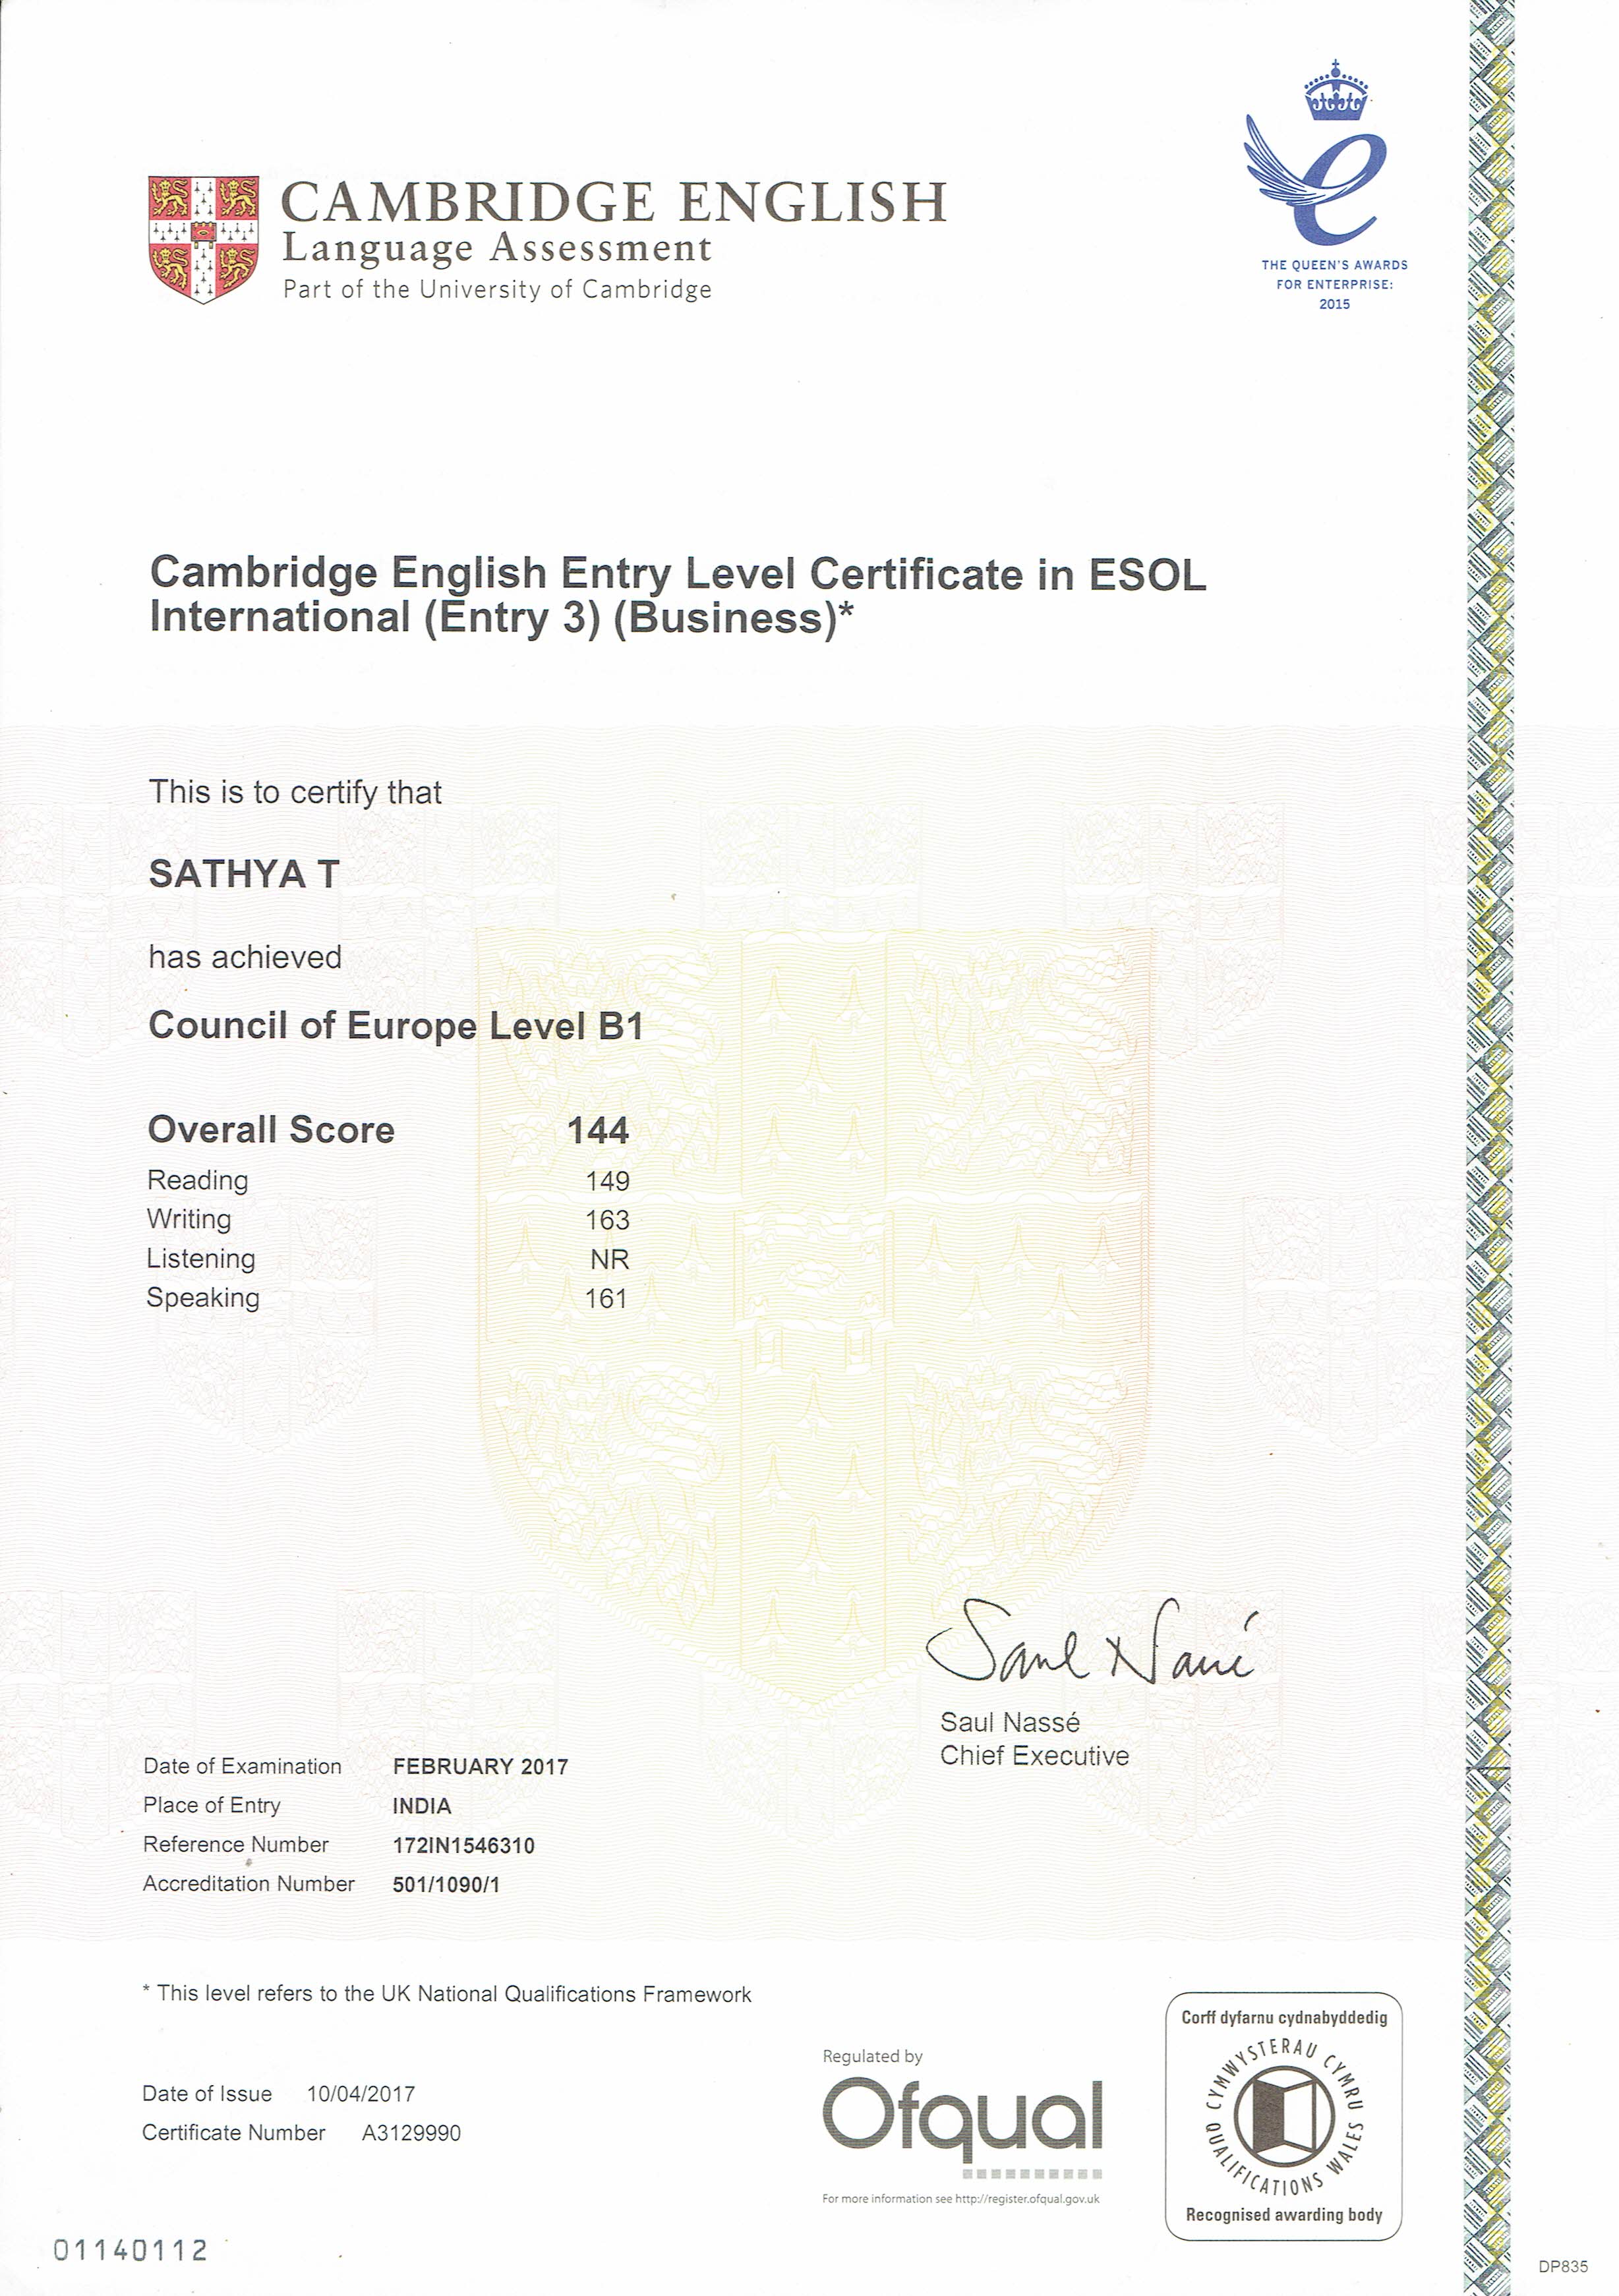 CAMBRIDGE ENGLISH
Language Assessment
Part of the University of Cambridge
THE QUEEN'S AWARDS
FOR ENTERPRISE:
2015
Cambridge English Entry Level Certificate in ESOL
International (Entry 3) (Business)*
This is to certify that
SATHYA T
has achieved
Council of Europe Level B1
Overall Score 144
Reading 149
Writing 163
Listening NR
Speaking 161
Saul Nassé
Saul Nassé
Chief Executive
Date of Examination FEBRUARY 2017
Place of Entry INDIA
Reference Number 172IN1546310
Accreditation Number 501/1090/1
* This level refers to the UK National Qualifications Framework
Date of Issue 10/04/2017
Certificate Number A3129990
Regulated by
Ofqual
For more information see http://register.ofqual.gov.uk
Corff dyfarnu cydnabyddedig
CYMWYSTERAU CYMRU
QUALIFICATIONS WALES
Recognised awarding body
01140112
DP835